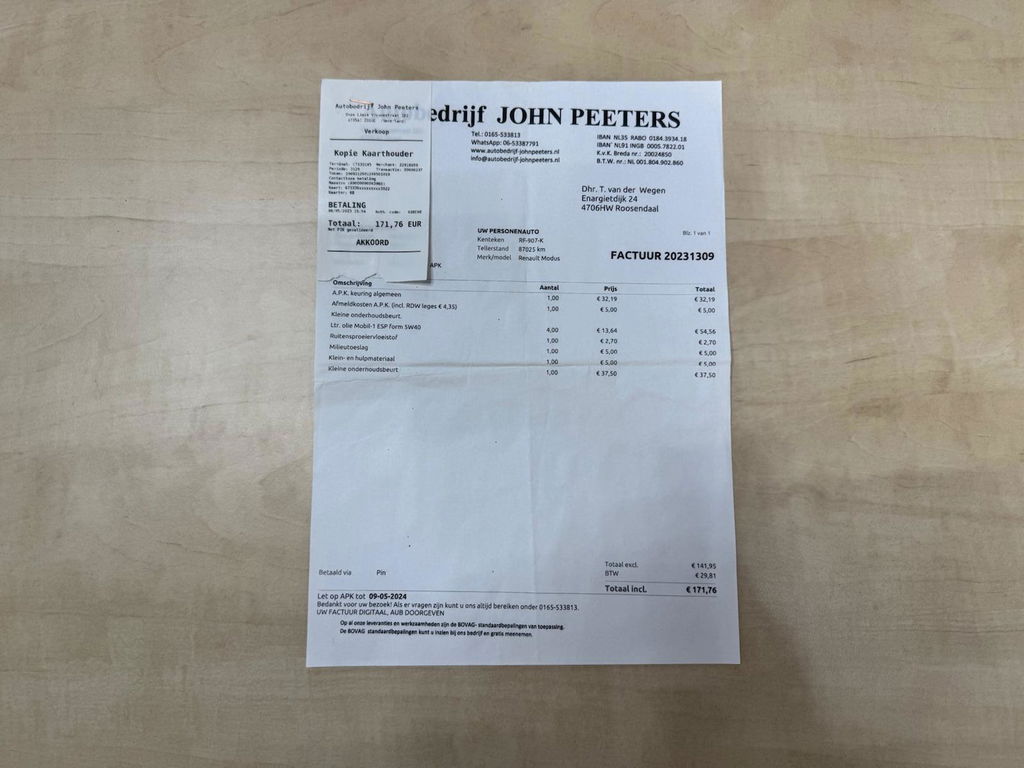 Autobedrijf John Peeters
Verkoop
Kopie Kaarthouder
Contactloze betaling
BETALING
Totaal: 171,76 EUR
AKKOORD
edrijf JOHN PEETERS
Tel.: 0165-533813
WhatsApp: 06-53387791
www.autobedrijf-johnpeeters.nl
info@autobedrijf-johnpeeters.nl
IBAN NL35 RABO 0184.3934.18
IBAN NL91 INGB 0005.7822.01
K.v.K. Breda nr.: 20024850
B.T.W. nr.: NL 001.804.902.860
Dhr. T. van der Wegen
Energietdijk 24
4706HW Roosendaal
Blz. 1 van 1
UW PERSONENAUTO
Kenteken RF-907-K
Tellerstand 87025 km
Merk/model Renault Modus
FACTUUR 20231309
APK
Omschrijving Aantal Prijs Totaal
A.P.K. keuring algemeen 1,00 € 32,19 € 32,19
Afmeldkosten A.P.K. (incl. RDW leges € 4,35) 1,00 € 5,00 € 5,00
Kleine onderhoudsbeurt.
Ltr. olie Mobil-1 ESP form 5W40 4,00 € 13,64 € 54,56
Ruitensproeiervloeistof 1,00 € 2,70 € 2,70
Milieutoeslag 1,00 € 5,00 € 5,00
Klein- en hulpmateriaal 1,00 € 5,00 € 5,00
Kleine onderhoudsbeurt 1,00 € 37,50 € 37,50
Betaald via Pin
Totaal excl. € 141,95
BTW € 29,81
Totaal incl. € 171,76
Let op APK tot 09-05-2024
Bedankt voor uw bezoek! Als er vragen zijn kunt u ons altijd bereiken onder 0165-533813.
UW FACTUUR DIGITAAL, AUB DOORGEVEN
Op al onze leveranties en werkzaamheden zijn de BOVAG- standaardbepalingen van toepassing.
De BOVAG standaardbepalingen kunt u inzien bij ons bedrijf en gratis meenemen.